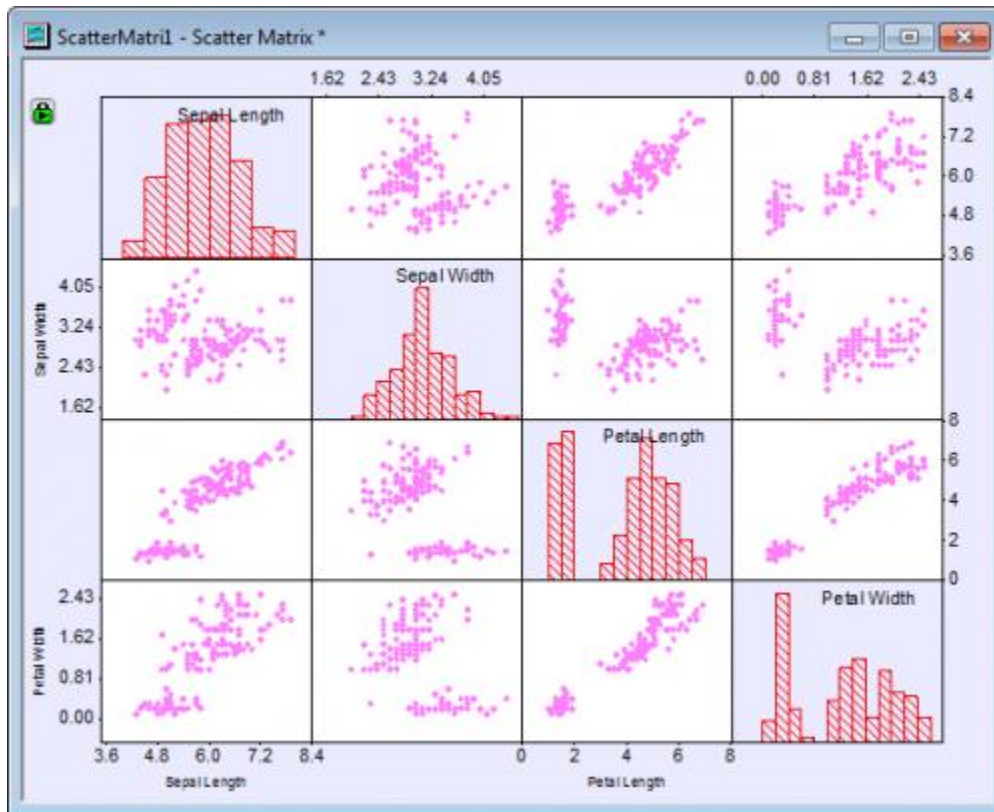 ScatterMatri1 - Scatter Matrix *
1.62 2.43 3.24 4.05 0.00 0.81 1.62 2.43
Sepal Length
8.4
7.2
6.0
4.8
3.6
Sepal Width
4.05
3.24
2.43
1.62
Sepal Width
Petal Length
8
6
4
2
0
Petal Width
2.43
1.62
0.81
0.00
Petal Width
3.6 4.8 6.0 7.2 8.4 0 2 4 6 8
Sepal Length Petal Length